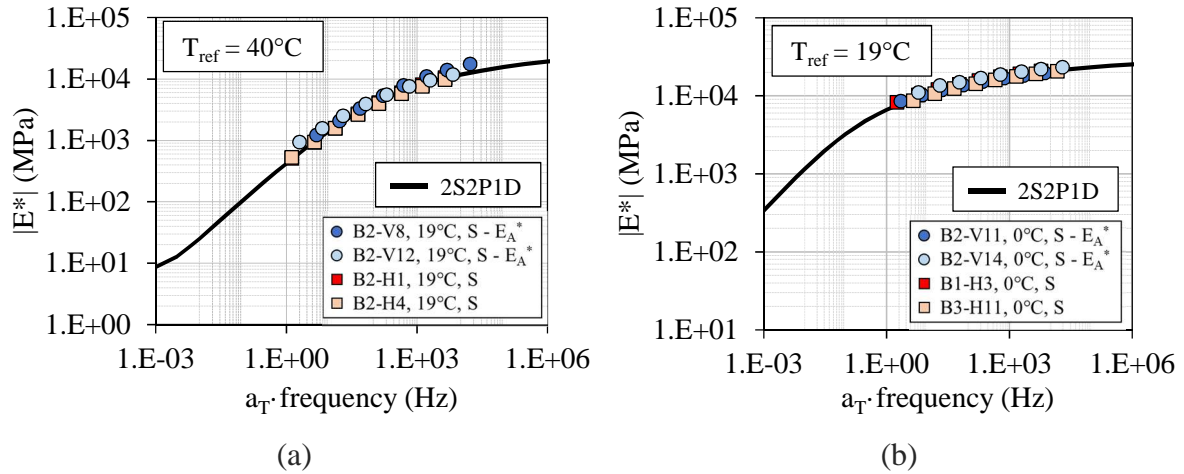 1.E+05
1.E+04
1.E+03
1.E+02
1.E+01
1.E+00
|E*| (MPa)
T_ref = 40°C
2S2P1D
B2-V8, 19°C, S - E_A^*
B2-V12, 19°C, S - E_A^*
B2-H1, 19°C, S
B2-H4, 19°C, S
1.E-03 1.E+00 1.E+03 1.E+06
a_T·frequency (Hz)
(a)
1.E+05
1.E+04
1.E+03
1.E+02
1.E+01
|E*| (MPa)
T_ref = 19°C
2S2P1D
B2-V11, 0°C, S - E_A^*
B2-V14, 0°C, S - E_A^*
B1-H3, 0°C, S
B3-H11, 0°C, S
1.E-03 1.E+00 1.E+03 1.E+06
a_T·frequency (Hz)
(b)